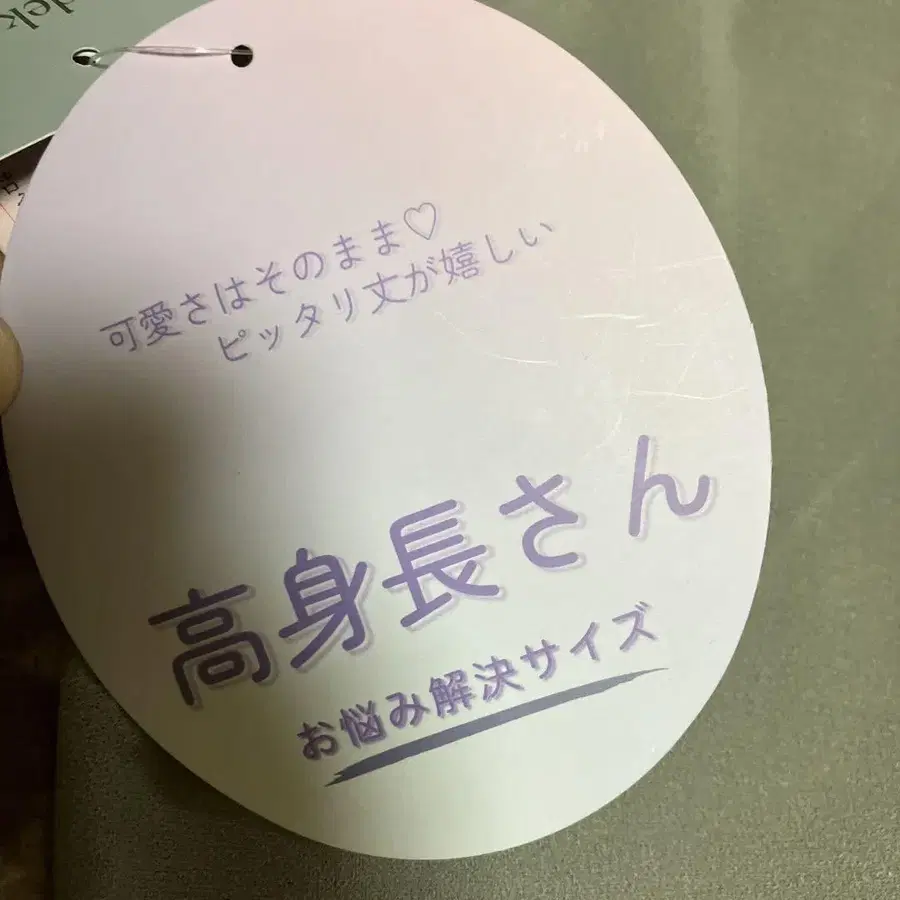 可愛さはそのまま♡
ピッタリ丈が嬉しい
高身長さん
お悩み解決サイズ